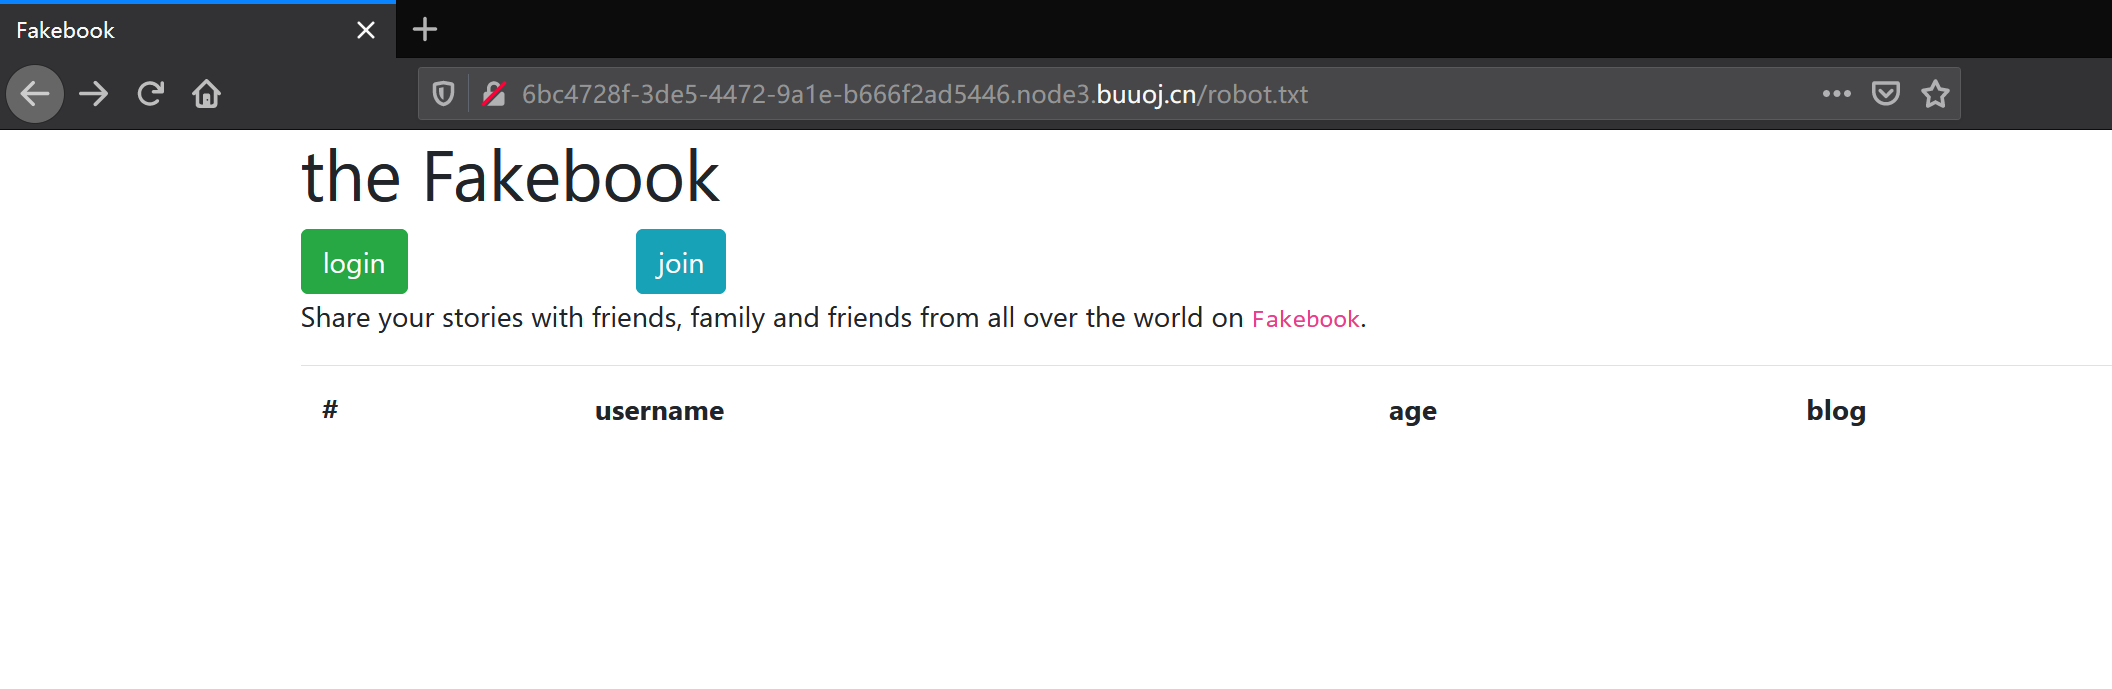 Fakebook
6bc4728f-3de5-4472-9a1e-b666f2ad5446.node3.buuoj.cn/robot.txt
the Fakebook
login join
Share your stories with friends, family and friends from all over the world on Fakebook.
# username age blog